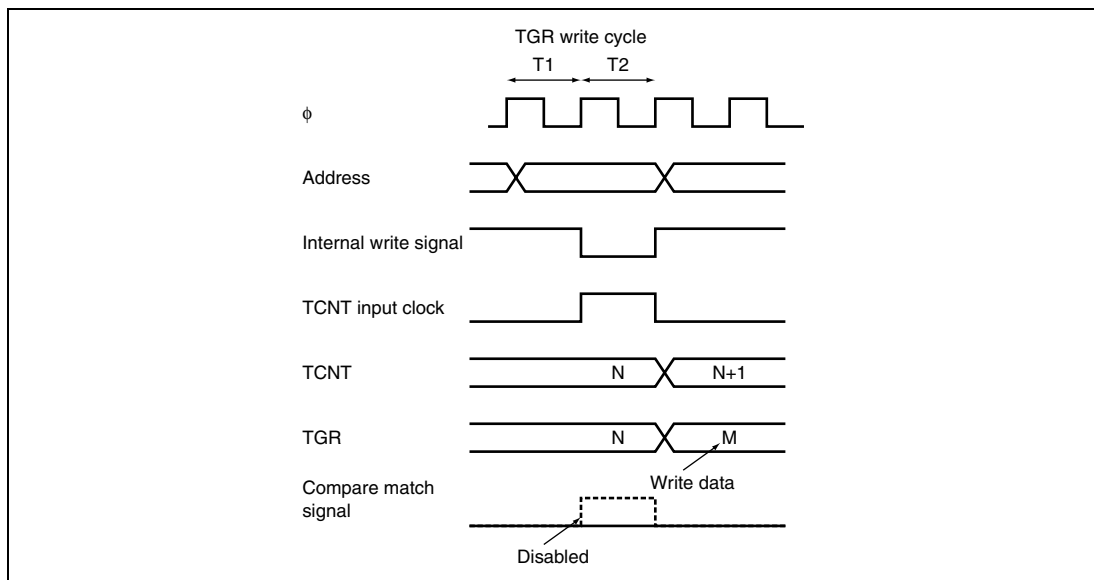 TGR write cycle
T1 T2
ϕ
Address
Internal write signal
TCNT input clock
TCNT N N+1
TGR N M
Write data
Compare match
signal
Disabled